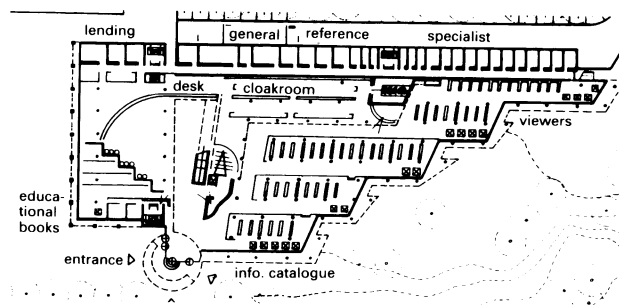 lending
general
reference
specialist
desk
cloakroom
viewers
educa-
tional
books
entrance
info. catalogue